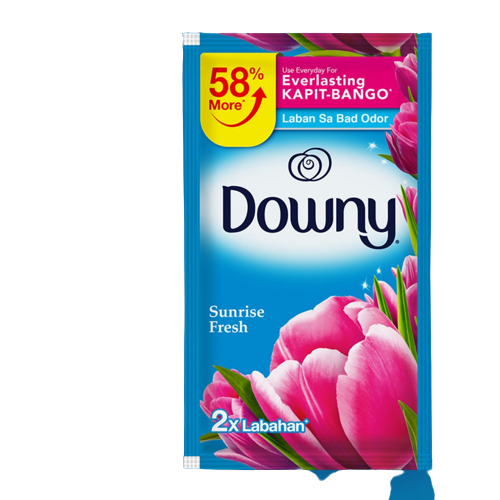 58%
More*
Use Everyday For
Everlasting
KAPIT-BANGO*
Laban Sa Bad Odor
Downy®
Sunrise
Fresh
2X Labahan*